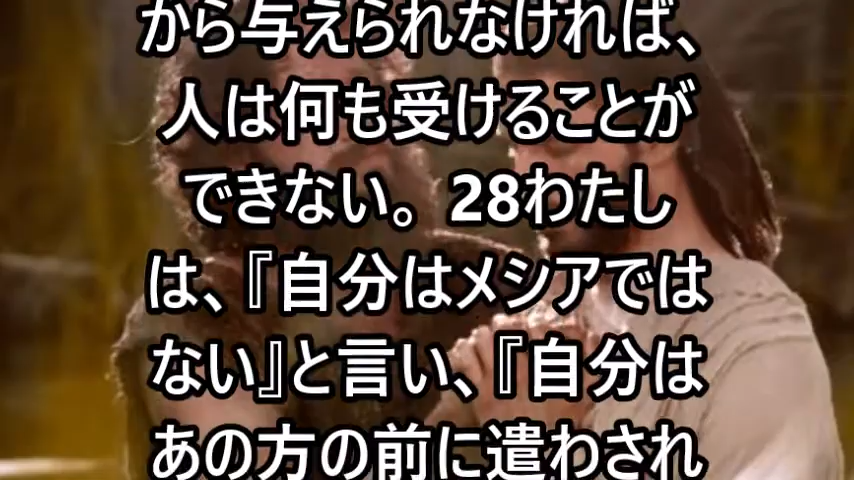 から与えられなければ、
人は何も受けることが
できない。28わたし
は、『自分はメシアでは
ない』と言い、『自分は
あの方の前に遣わされ